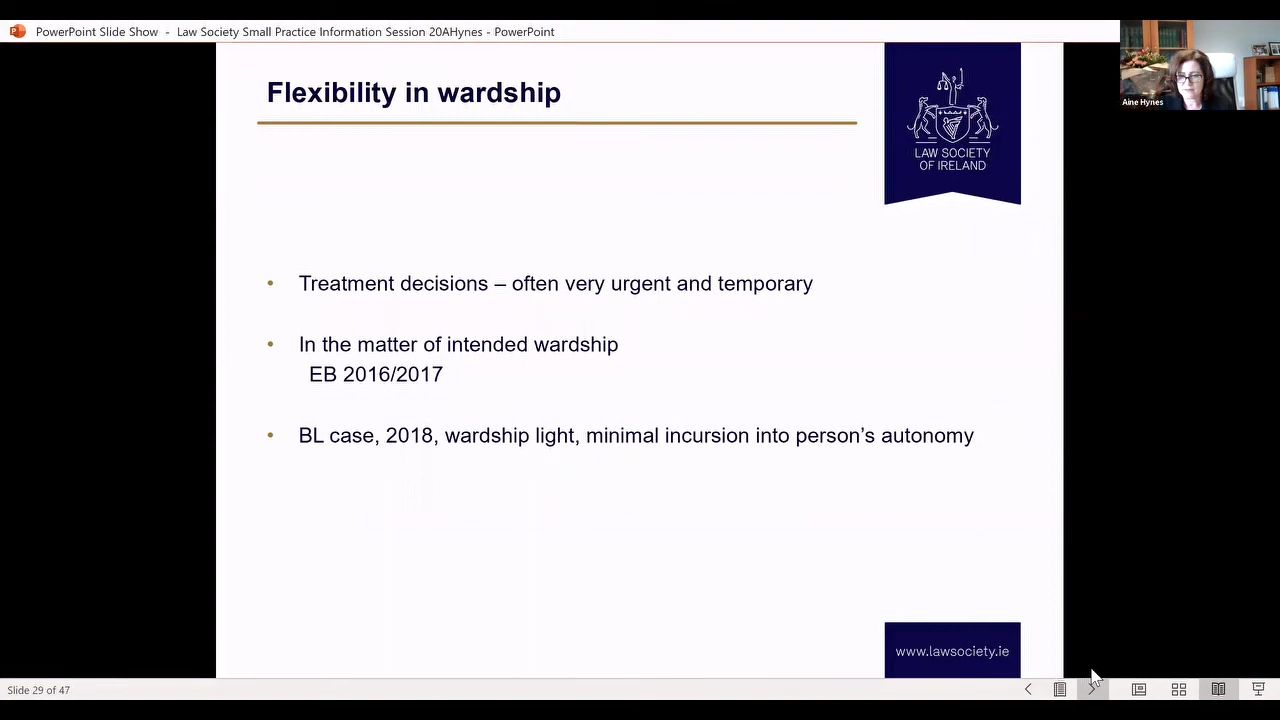 PowerPoint Slide Show - Law Society Small Practice Information Session 20AHynes - PowerPoint
Aine Hynes
Flexibility in wardship
LAW SOCIETY
OF IRELAND
• Treatment decisions – often very urgent and temporary
• In the matter of intended wardship
EB 2016/2017
• BL case, 2018, wardship light, minimal incursion into person’s autonomy
www.lawsociety.ie
Slide 29 of 47